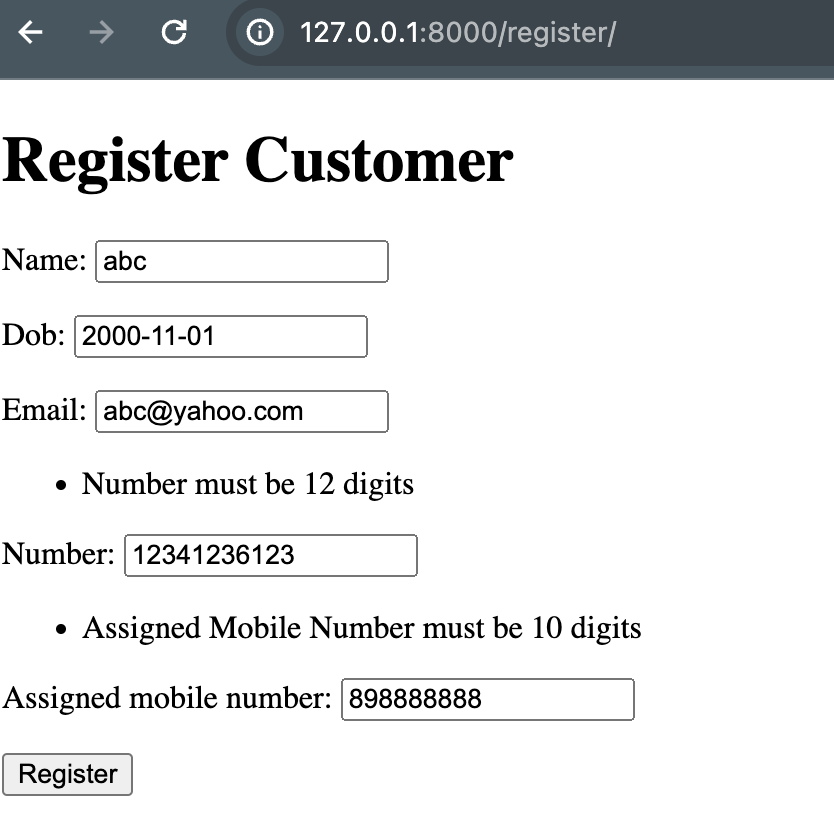 127.0.0.1:8000/register/
Register Customer
Name: abc
Dob: 2000-11-01
Email: abc@yahoo.com
• Number must be 12 digits
Number: 12341236123
• Assigned Mobile Number must be 10 digits
Assigned mobile number: 898888888
Register